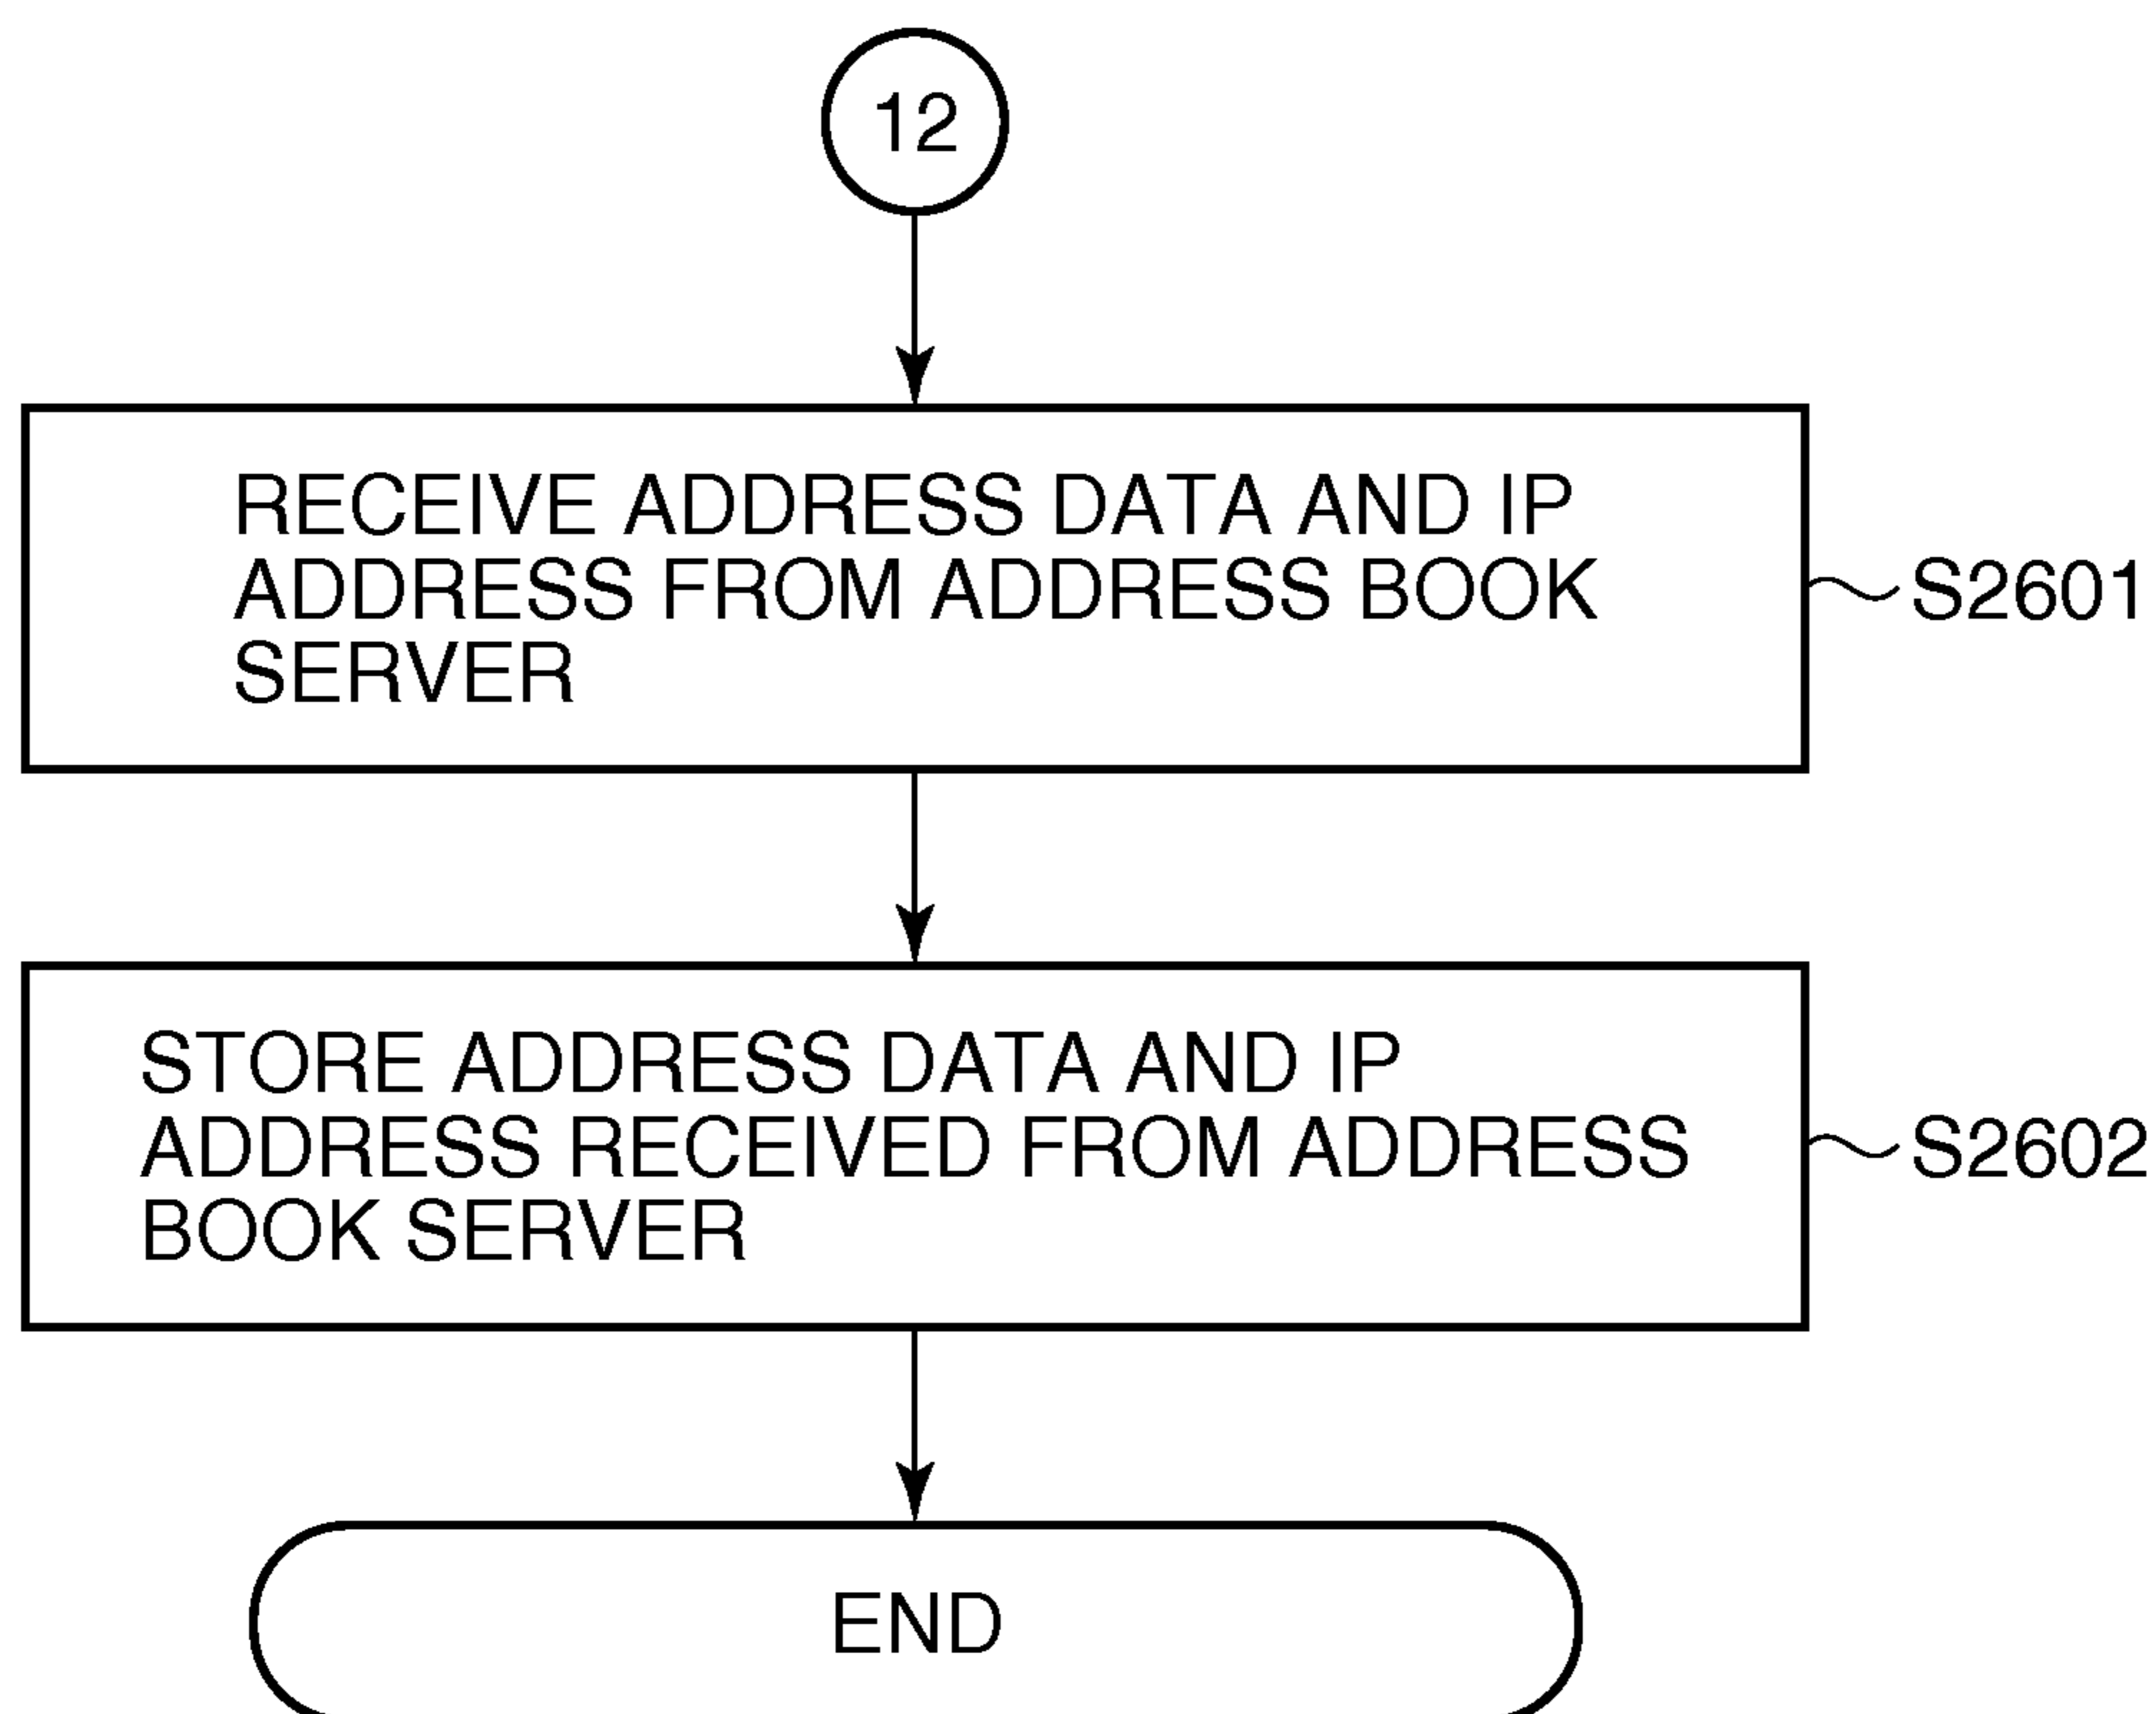 12
RECEIVE ADDRESS DATA AND IP
ADDRESS FROM ADDRESS BOOK
SERVER
S2601
STORE ADDRESS DATA AND IP
ADDRESS RECEIVED FROM ADDRESS
BOOK SERVER
S2602
END